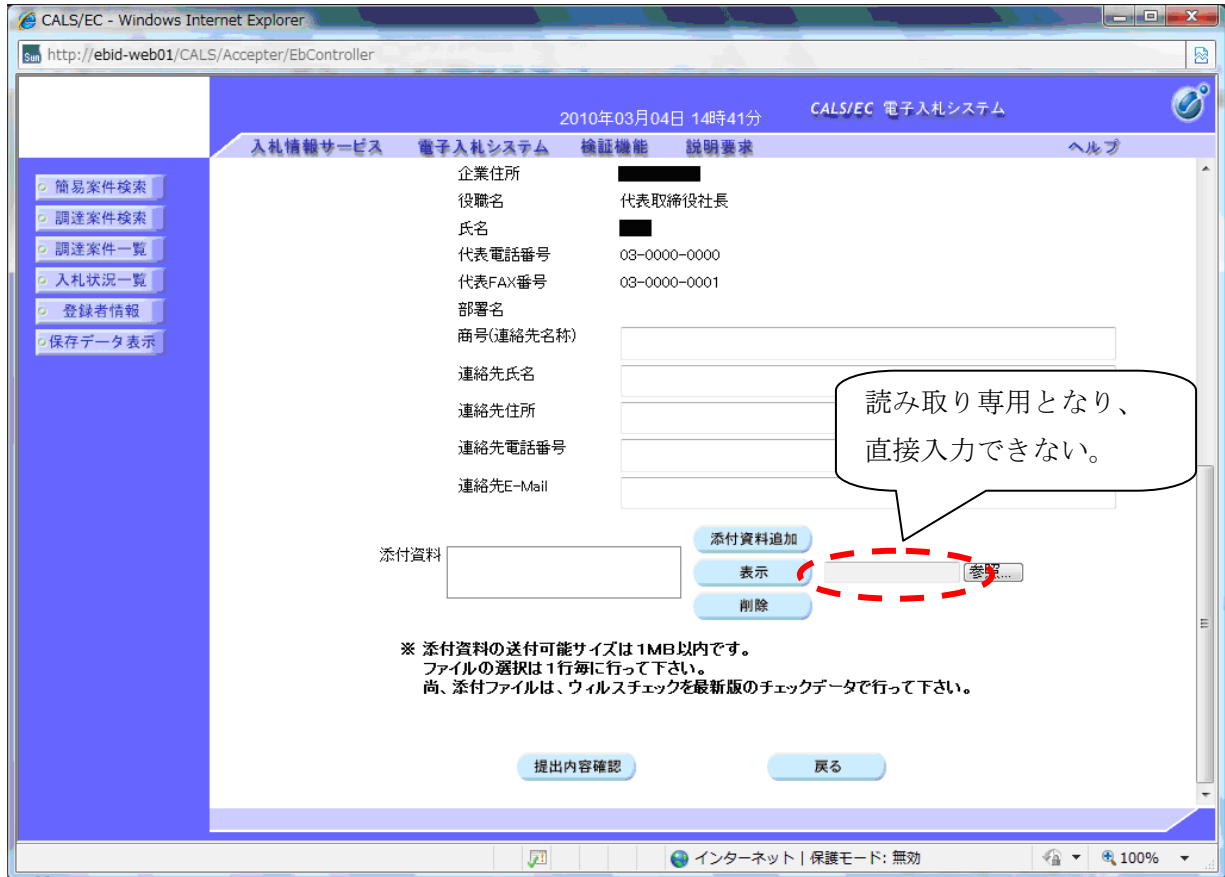 CALS/EC - Windows Internet Explorer
http://ebid-web01/CALS/Accepter/EbController
2010年03月04日 14時41分
CALS/EC 電子入札システム
入札情報サービス 電子入札システム 検証機能 説明要求 ヘルプ
簡易案件検索
調達案件検索
調達案件一覧
入札状況一覧
登録者情報
保存データ表示
企業住所
役職名 代表取締役社長
氏名
代表電話番号 03-0000-0000
代表FAX番号 03-0000-0001
部署名
商号(連絡先名称)
連絡先氏名
連絡先住所
連絡先電話番号
連絡先E-Mail
読み取り専用となり、
直接入力できない。
添付資料
添付資料追加
表示
参照...
削除
※ 添付資料の送付可能サイズは1MB以内です。
ファイルの選択は1行毎に行って下さい。
尚、添付ファイルは、ウィルスチェックを最新版のチェックデータで行って下さい。
提出内容確認 戻る
インターネット | 保護モード: 無効
100%